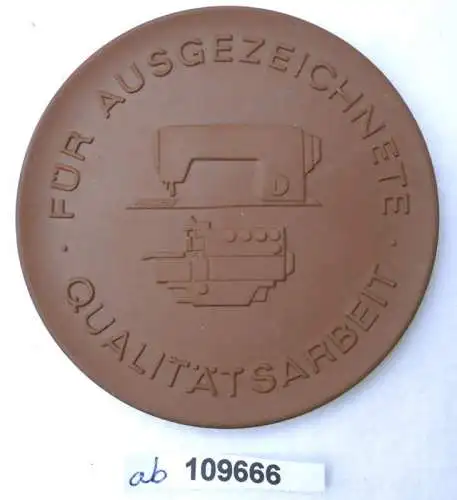 · FÜR AUSGEZEICHNETE ·
QUALITÄTSARBEIT
ab 109666